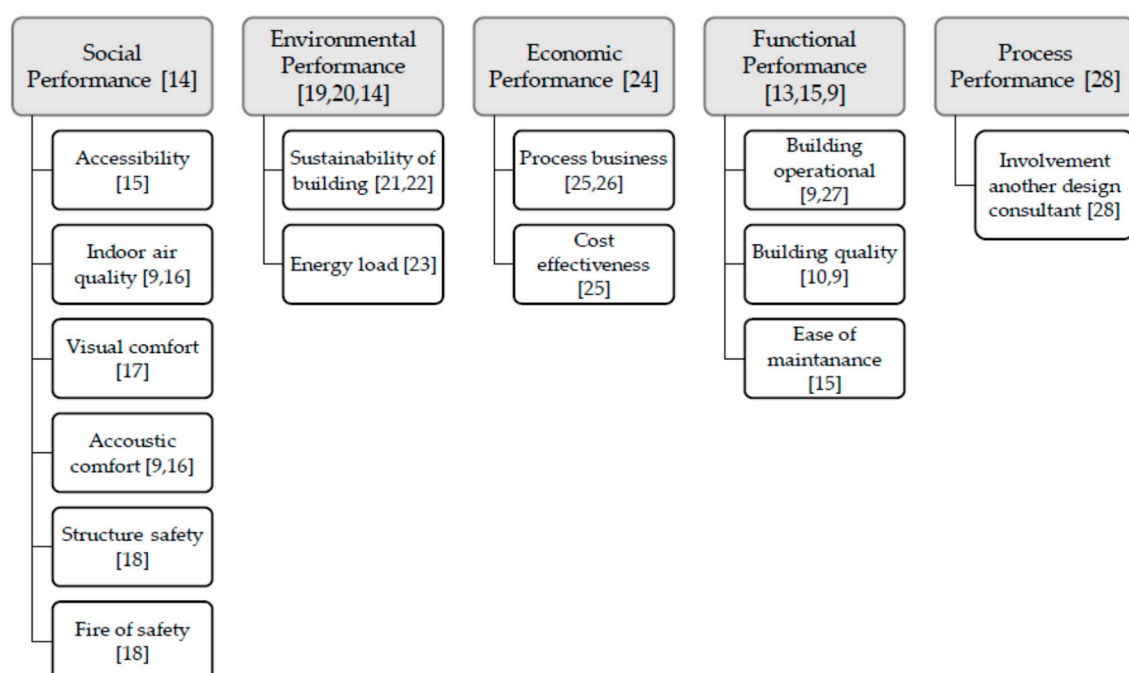 Social
Performance [14]
Accessibility
[15]
Indoor air
quality [9,16]
Visual comfort
[17]
Accoustic
comfort [9,16]
Structure safety
[18]
Fire of safety
[18]
Environmental
Performance
[19,20,14]
Sustainability of
building [21,22]
Energy load [23]
Economic
Performance [24]
Process business
[25,26]
Cost
effectiveness
[25]
Functional
Performance
[13,15,9]
Building
operational
[9,27]
Building quality
[10,9]
Ease of
maintanance
[15]
Process
Performance [28]
Involvement
another design
consultant [28]